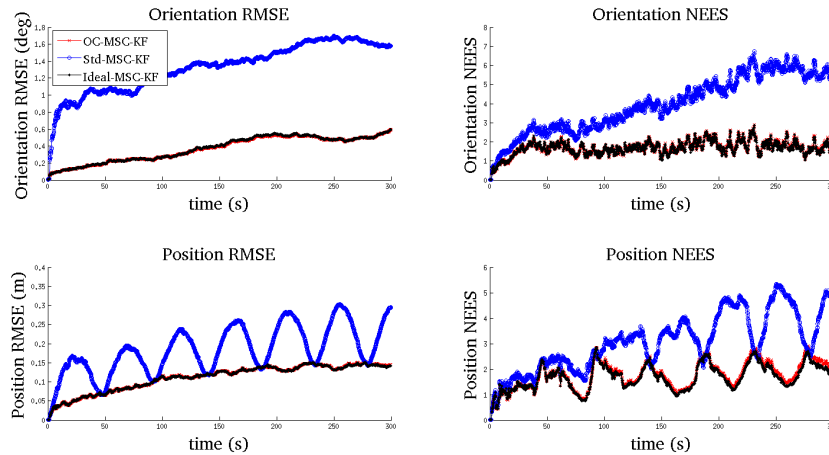 Orientation RMSE
Orientation RMSE (deg)
1.8
1.6
1.4
1.2
1
0.8
0.6
0.4
0.2
0
OC-MSC-KF
Std-MSC-KF
Ideal-MSC-KF
0 50 100 150 200 250 300
time (s)
Orientation NEES
Orientation NEES
8
7
6
5
4
3
2
1
0
0 50 100 150 200 250 300
time (s)
Position RMSE
Position RMSE (m)
0.4
0.35
0.3
0.25
0.2
0.15
0.1
0.05
0
0 50 100 150 200 250 300
time (s)
Position NEES
Position NEES
6
5
4
3
2
1
0
0 50 100 150 200 250 300
time (s)